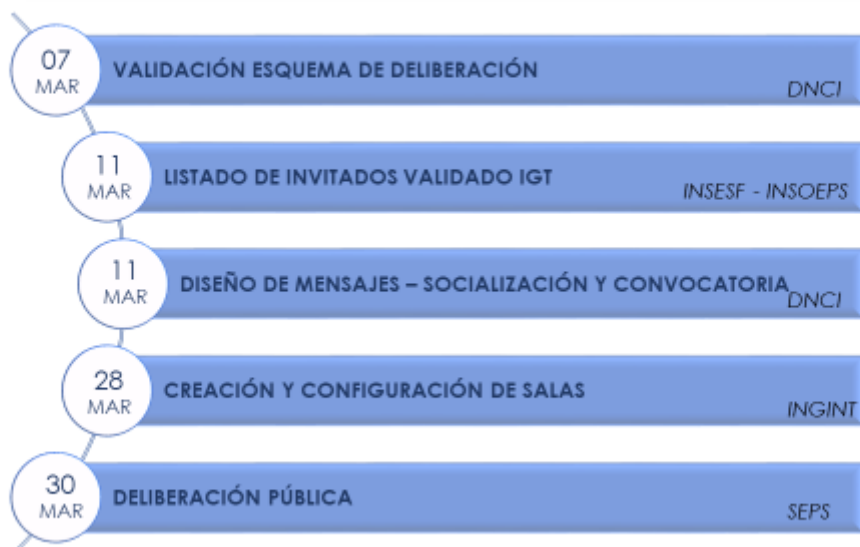 07
MAR
VALIDACIÓN ESQUEMA DE DELIBERACIÓN
DNCI
11
MAR
LISTADO DE INVITADOS VALIDADO IGT
INSESF - INSOEPS
11
MAR
DISEÑO DE MENSAJES – SOCIALIZACIÓN Y CONVOCATORIA
DNCI
28
MAR
CREACIÓN Y CONFIGURACIÓN DE SALAS
INGINT
30
MAR
DELIBERACIÓN PÚBLICA
SEPS